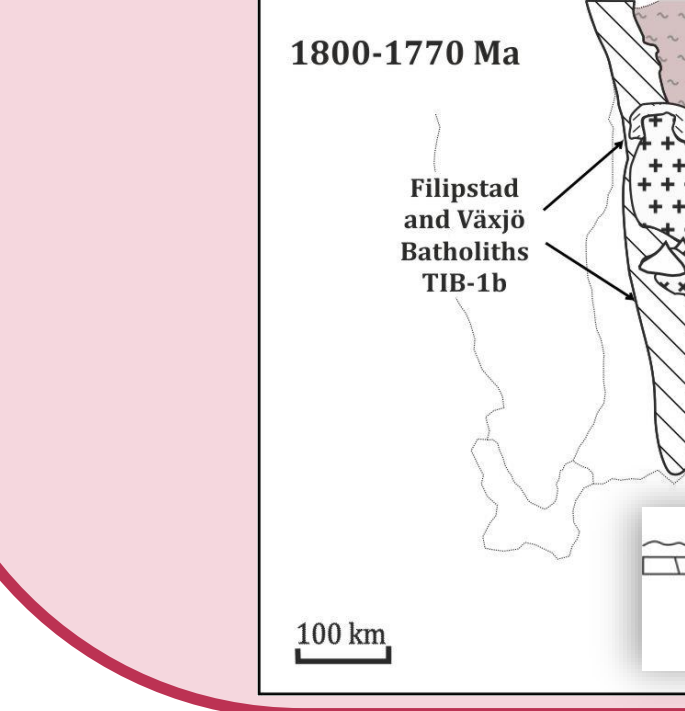 1800-1770 Ma
Filipstad
and Växjö
Batholiths
TIB-1b
100 km